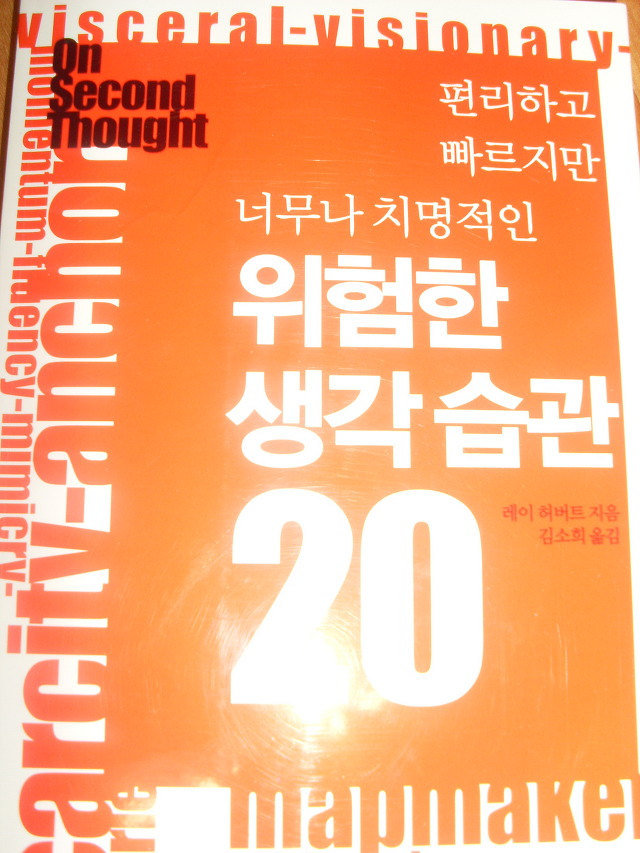 visceral-visionary-
On
Second
Thought
편리하고
빠르지만
너무나 치명적인
위험한
생각 습관
20
레이 허버트 지음
김소희 옮김
momentum-fluency-mimicry-
carcity-anchor
mapmaker